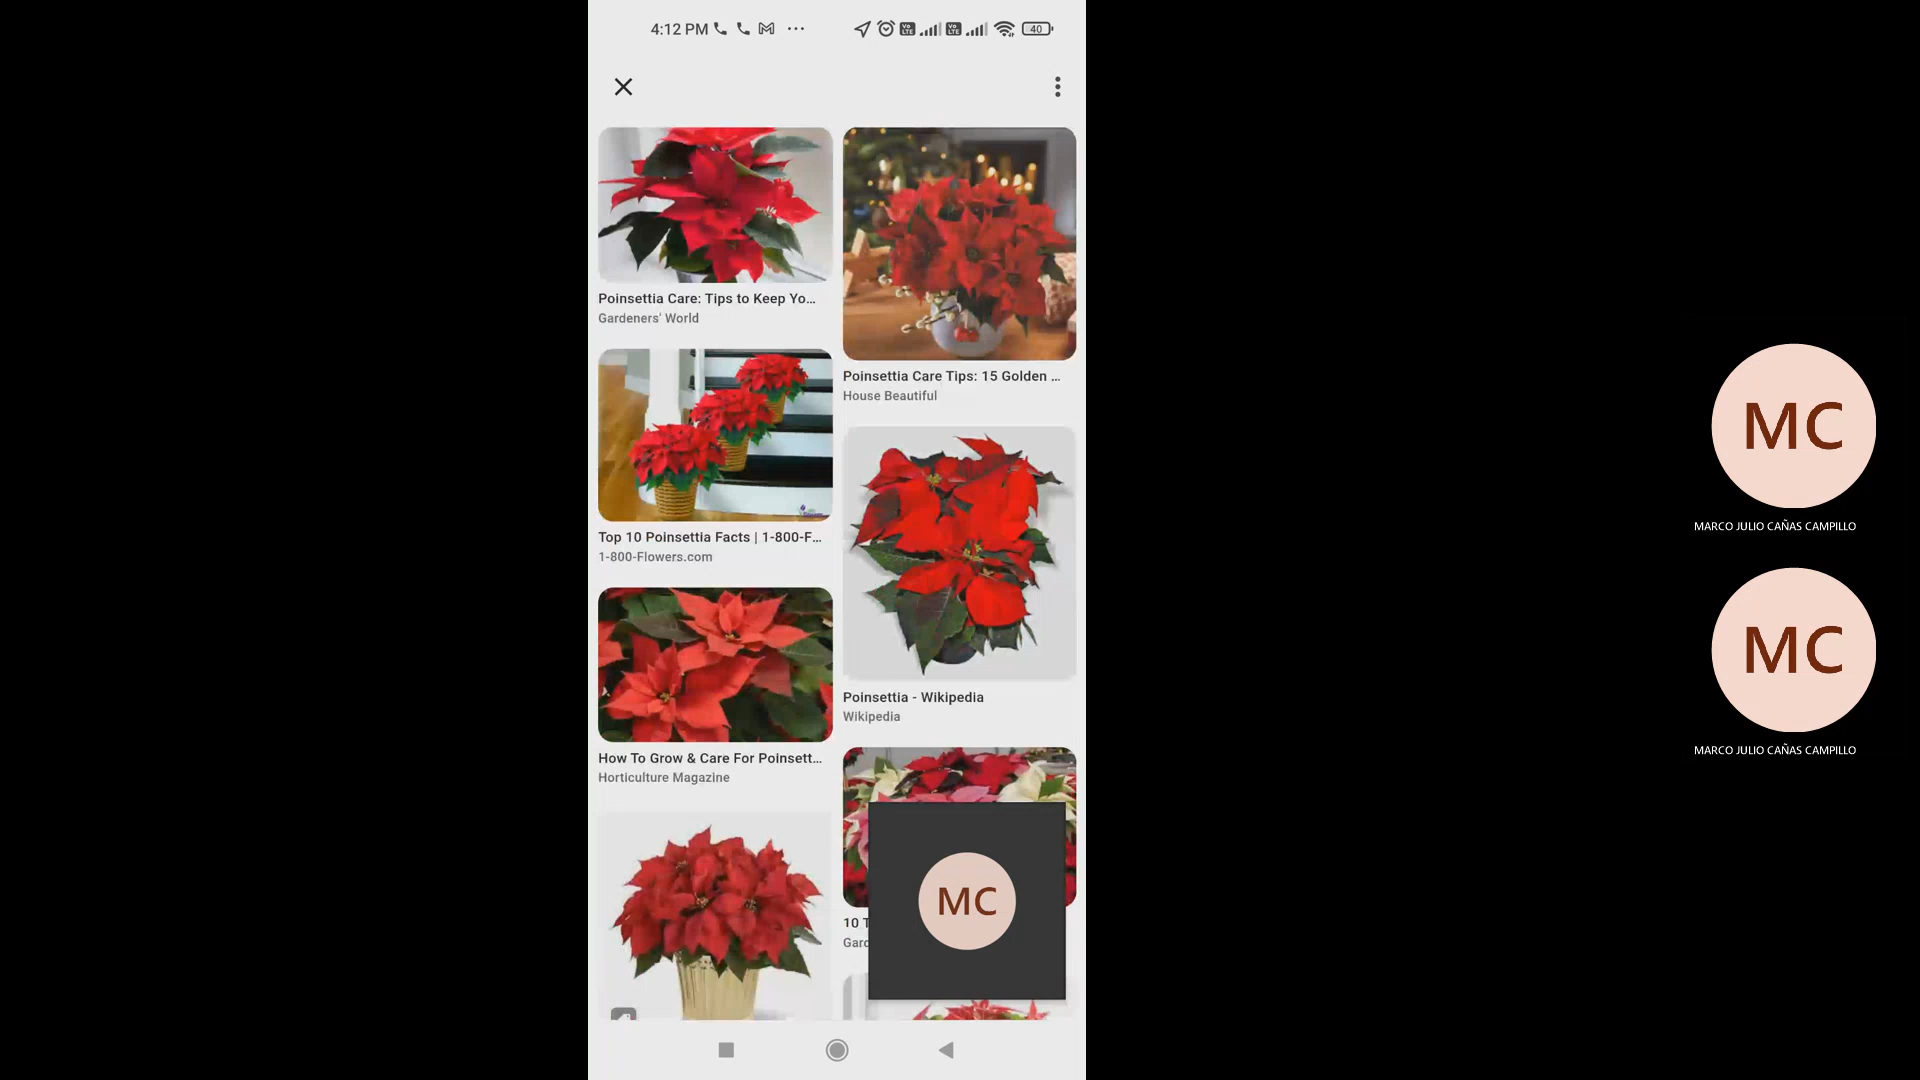 4:12 PM
40
Poinsettia Care: Tips to Keep Yo...
Gardeners' World
Poinsettia Care Tips: 15 Golden ...
House Beautiful
Top 10 Poinsettia Facts | 1-800-F...
1-800-Flowers.com
Poinsettia - Wikipedia
Wikipedia
How To Grow & Care For Poinsett...
Horticulture Magazine
10 T
Gard
MC
MC
MARCO JULIO CAÑAS CAMPILLO
MC
MARCO JULIO CAÑAS CAMPILLO